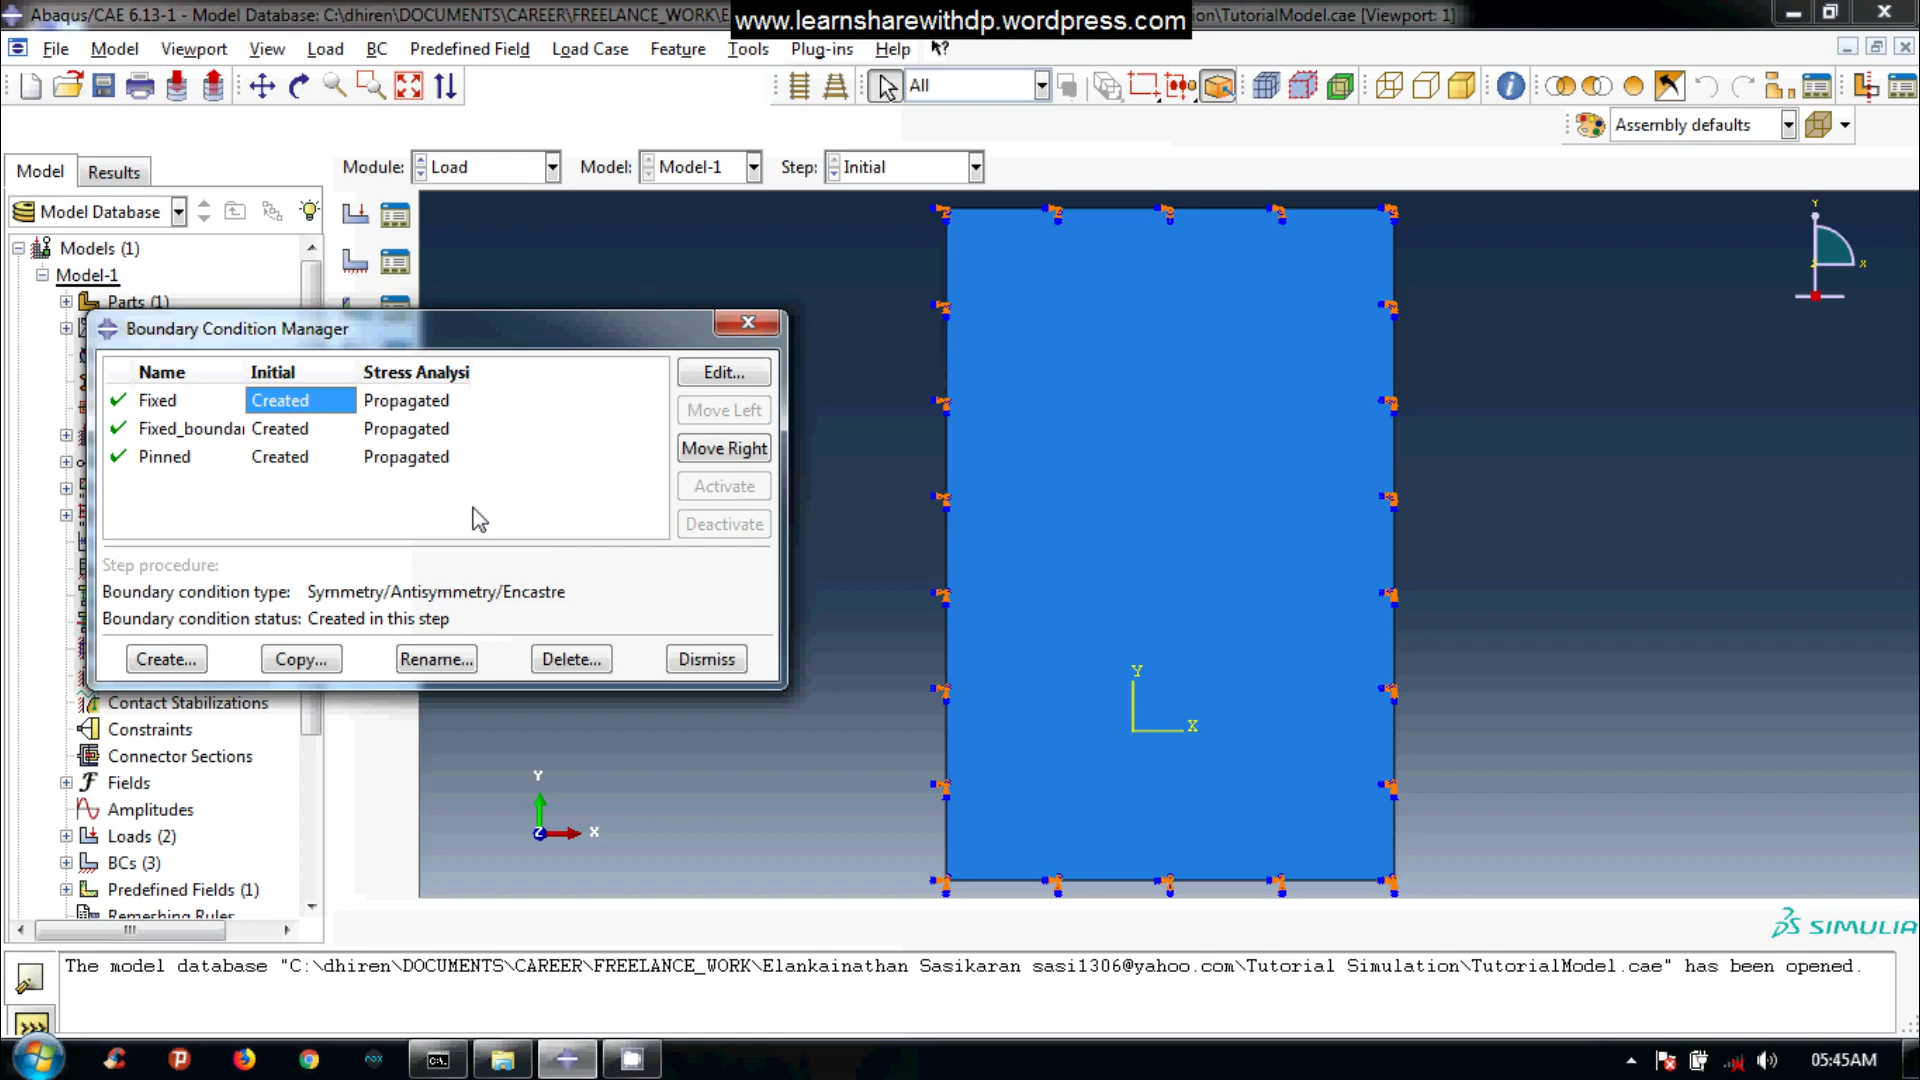 Abaqus/CAE 6.13-1 - Model Database: C:\dhiren\DOCUMENTS\CAREER\FREELANCE_WORK\E
www.learnsharewithdp.wordpress.com
ion\TutorialModel.cae [Viewport: 1]
File Model Viewport View Load BC Predefined Field Load Case Feature Tools Plug-ins Help
All
Assembly defaults
Model Results
Module: Load Model: Model-1 Step: Initial
Model Database
Models (1)
Model-1
Parts (1)
Boundary Condition Manager
Name Initial Stress Analysi
Fixed Created Propagated
Fixed_boundar Created Propagated
Pinned Created Propagated
Edit...
Move Left
Move Right
Activate
Deactivate
Step procedure:
Boundary condition type: Symmetry/Antisymmetry/Encastre
Boundary condition status: Created in this step
Create... Copy... Rename... Delete... Dismiss
Contact Stabilizations
Constraints
Connector Sections
Fields
Amplitudes
Loads (2)
BCs (3)
Predefined Fields (1)
Remeshing Rules
Y
X
Y
X
Z
Y
X
SIMULIA
The model database "C:\dhiren\DOCUMENTS\CAREER\FREELANCE_WORK\Elankainathan Sasikaran sasi1306@yahoo.com\Tutorial Simulation\TutorialModel.cae" has been opened.
>>>
05:45AM